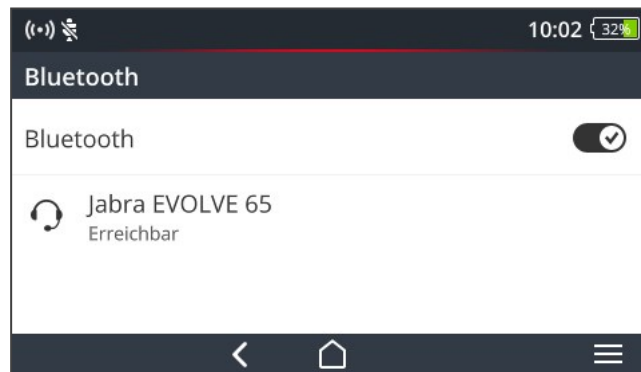 10:02 32%
Bluetooth
Bluetooth
Jabra EVOLVE 65
Erreichbar